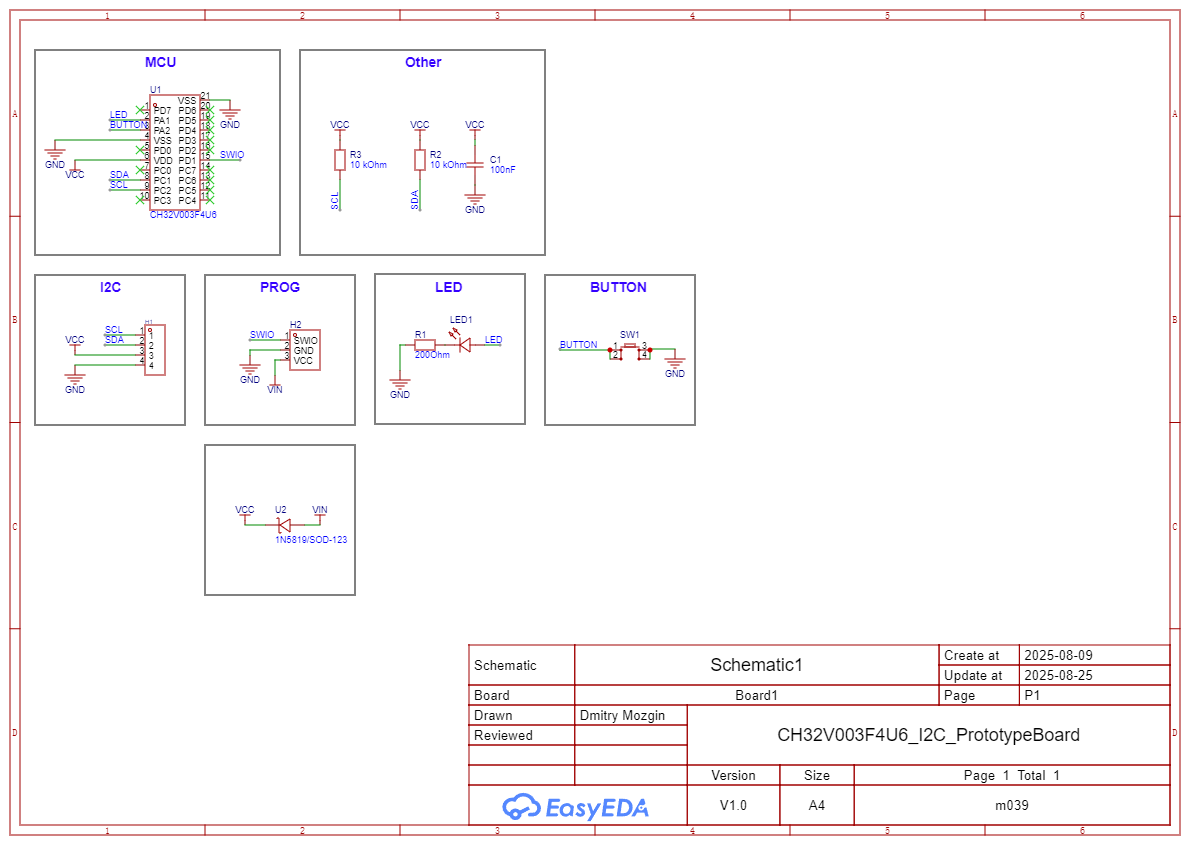 1 2 3 4 5 6
A A
B B
C C
D D
MCU
U1
LED
BUTTON
GND
VCC
SDA
SCL
1 PD7
2 PA1
3 PA2
4 VSS
5 PD0
6 VDD
7 PC0
8 PC1
9 PC2
10 PC3
VSS 21
PD6 20
PD5 19
PD4 18
PD3 17
PD2 16
PD1 15
PC7 14
PC6 13
PC5 12
PC4 11
GND
SWIO
CH32V003F4U6
Other
VCC VCC VCC
R3
10 kOhm
R2
10 kOhm
C1
100nF
SCL
SDA
GND
I2C
H1
SCL
SDA
VCC
GND
1 1
2 2
3 3
4 4
PROG
H2
SWIO
1 SWIO
2 GND
3 VCC
GND
VIN
LED
LED1
R1
200Ohm
LED
GND
BUTTON
SW1
BUTTON
1 3
2 4
GND
VCC U2 VIN
1N5819/SOD-123
Schematic Schematic1
Create at 2025-08-09
Update at 2025-08-25
Board Board1 Page P1
Drawn Dmitry Mozgin
Reviewed
CH32V003F4U6_I2C_PrototypeBoard
Version Size Page 1 Total 1
EasyEDA V1.0 A4 m039
1 2 3 4 5 6